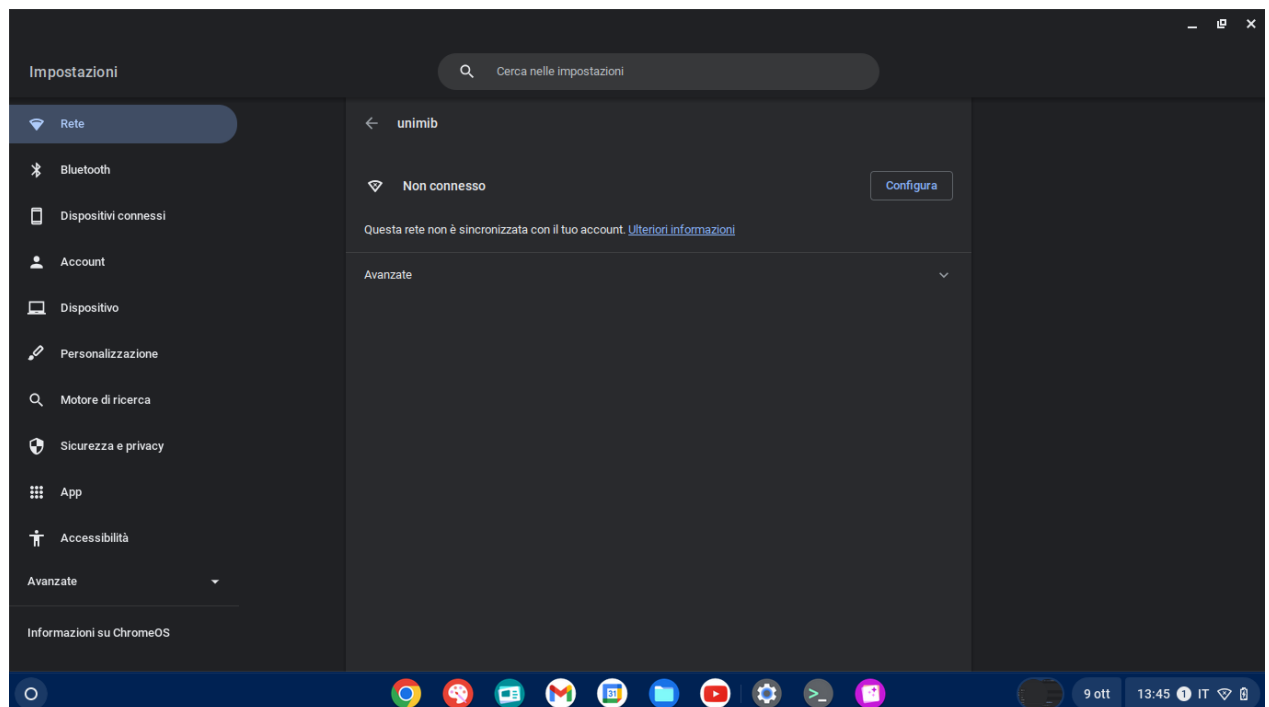 Impostazioni
Cerca nelle impostazioni
Rete
Bluetooth
Dispositivi connessi
Account
Dispositivo
Personalizzazione
Motore di ricerca
Sicurezza e privacy
App
Accessibilità
Avanzate
Informazioni su ChromeOS
unimib
Non connesso
Configura
Questa rete non è sincronizzata con il tuo account. Ulteriori informazioni
Avanzate
31
9 ott
13:45 1 IT